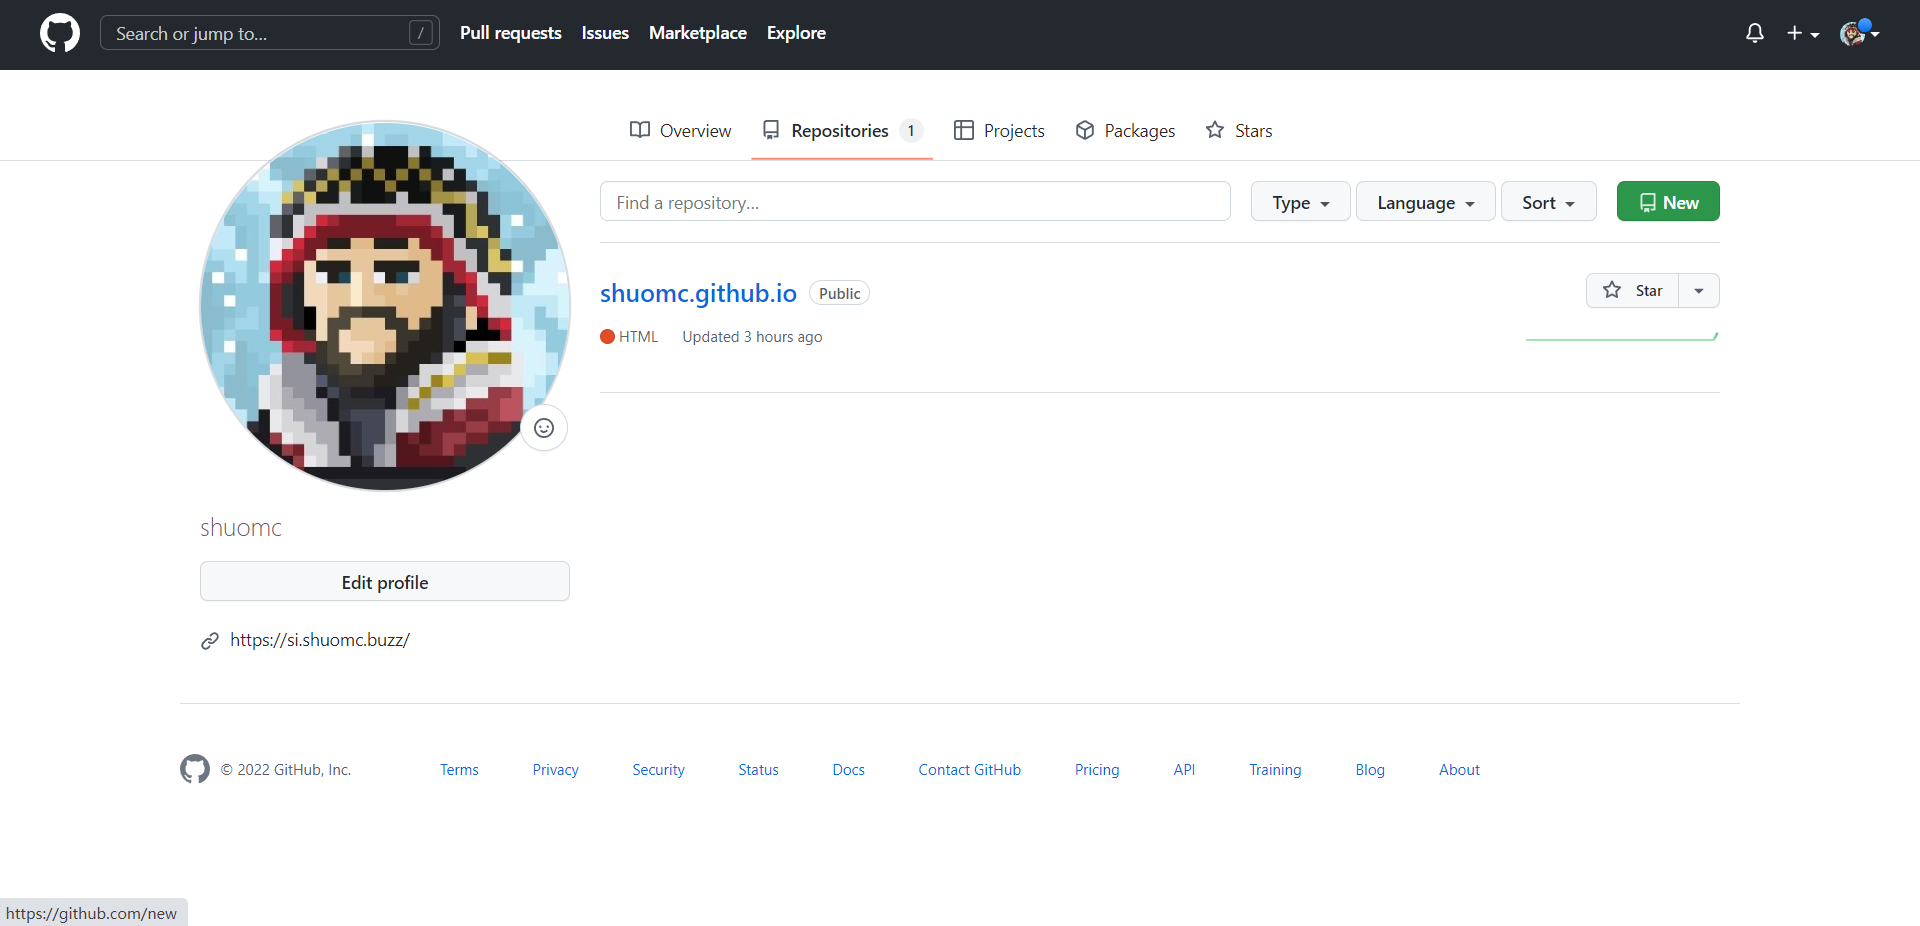 Search or jump to... /
Pull requests
Issues
Marketplace
Explore
Overview
Repositories 1
Projects
Packages
Stars
Find a repository...
Type
Language
Sort
New
shuomc.github.io Public
Star
HTML Updated 3 hours ago
shuomc
Edit profile
https://si.shuomc.buzz/
© 2022 GitHub, Inc.
Terms
Privacy
Security
Status
Docs
Contact GitHub
Pricing
API
Training
Blog
About
https://github.com/new